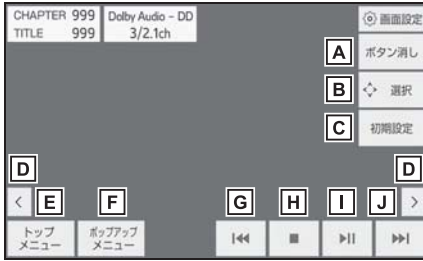 CHAPTER 999
TITLE 999
Dolby Audio - DD
3/2.1ch
画面設定
A
ボタン消し
B
選択
C
初期設定
D
D
E
F
G
H
I
J
トップ
メニュー
ポップアップ
メニュー